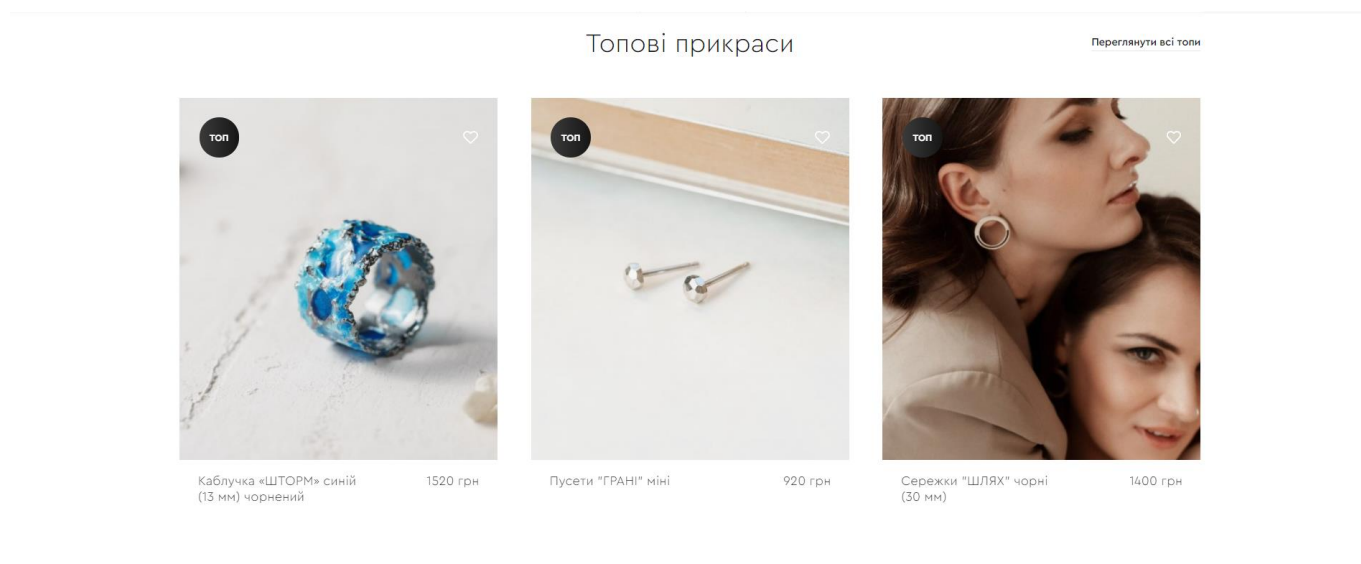 Топові прикраси
Переглянути всі топи
ТОП
ТОП
ТОП
Каблучка «ШТОРМ» синій
(13 мм) чорнений
1520 грн
Пусети "ГРАНІ" міні
920 грн
Сережки "ШЛЯХ" чорні
(30 мм)
1400 грн